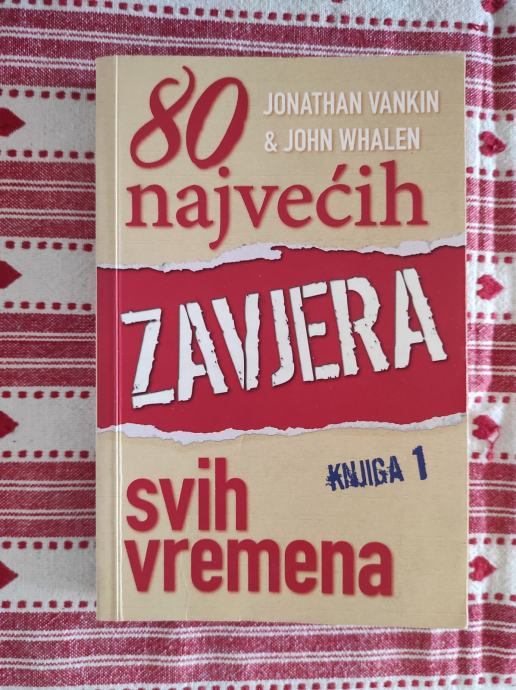 80
JONATHAN VANKIN
& JOHN WHALEN
najvećih
ZAVJERA
KNJIGA 1
svih
vremena